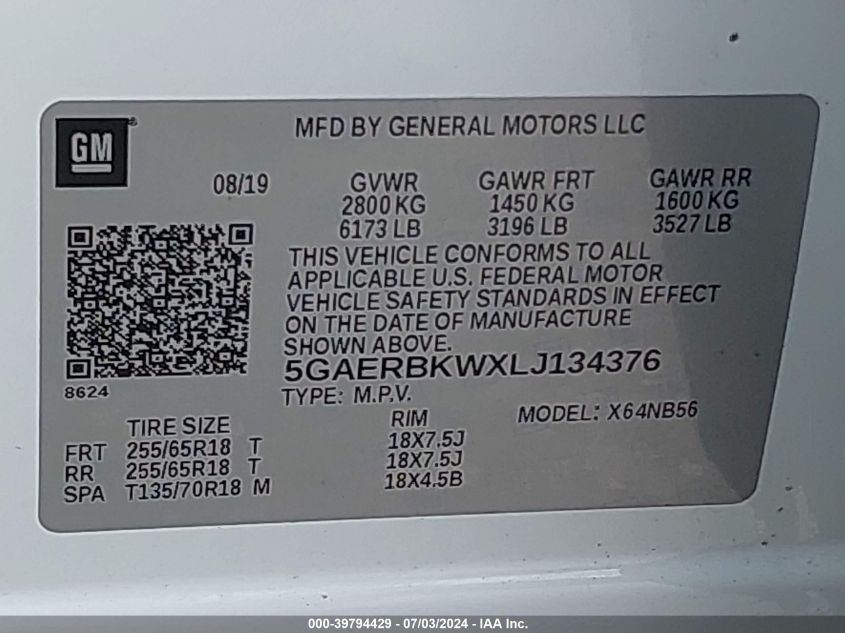 GM®
MFD BY GENERAL MOTORS LLC
08/19 GVWR GAWR FRT GAWR RR
2800 KG 1450 KG 1600 KG
6173 LB 3196 LB 3527 LB
THIS VEHICLE CONFORMS TO ALL
APPLICABLE U.S. FEDERAL MOTOR
VEHICLE SAFETY STANDARDS IN EFFECT
ON THE DATE OF MANUFACTURE
SHOWN ABOVE.
5GAERBKWXLJ134376
8624
TYPE: M.P.V.
MODEL: X64NB56
TIRE SIZE RIM
FRT 255/65R18 T 18X7.5J
RR 255/65R18 T 18X7.5J
SPA T135/70R18 M 18X4.5B
000-39794429 - 07/03/2024 - IAA, Inc.